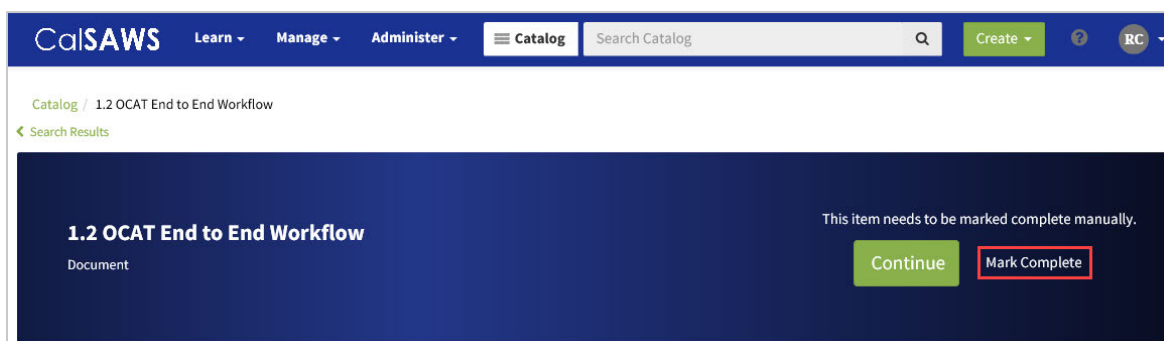 CalSAWS Learn Manage Administer Catalog Search Catalog Create ? RC
Catalog / 1.2 OCAT End to End Workflow
Search Results
This item needs to be marked complete manually.
1.2 OCAT End to End Workflow
Continue Mark Complete
Document